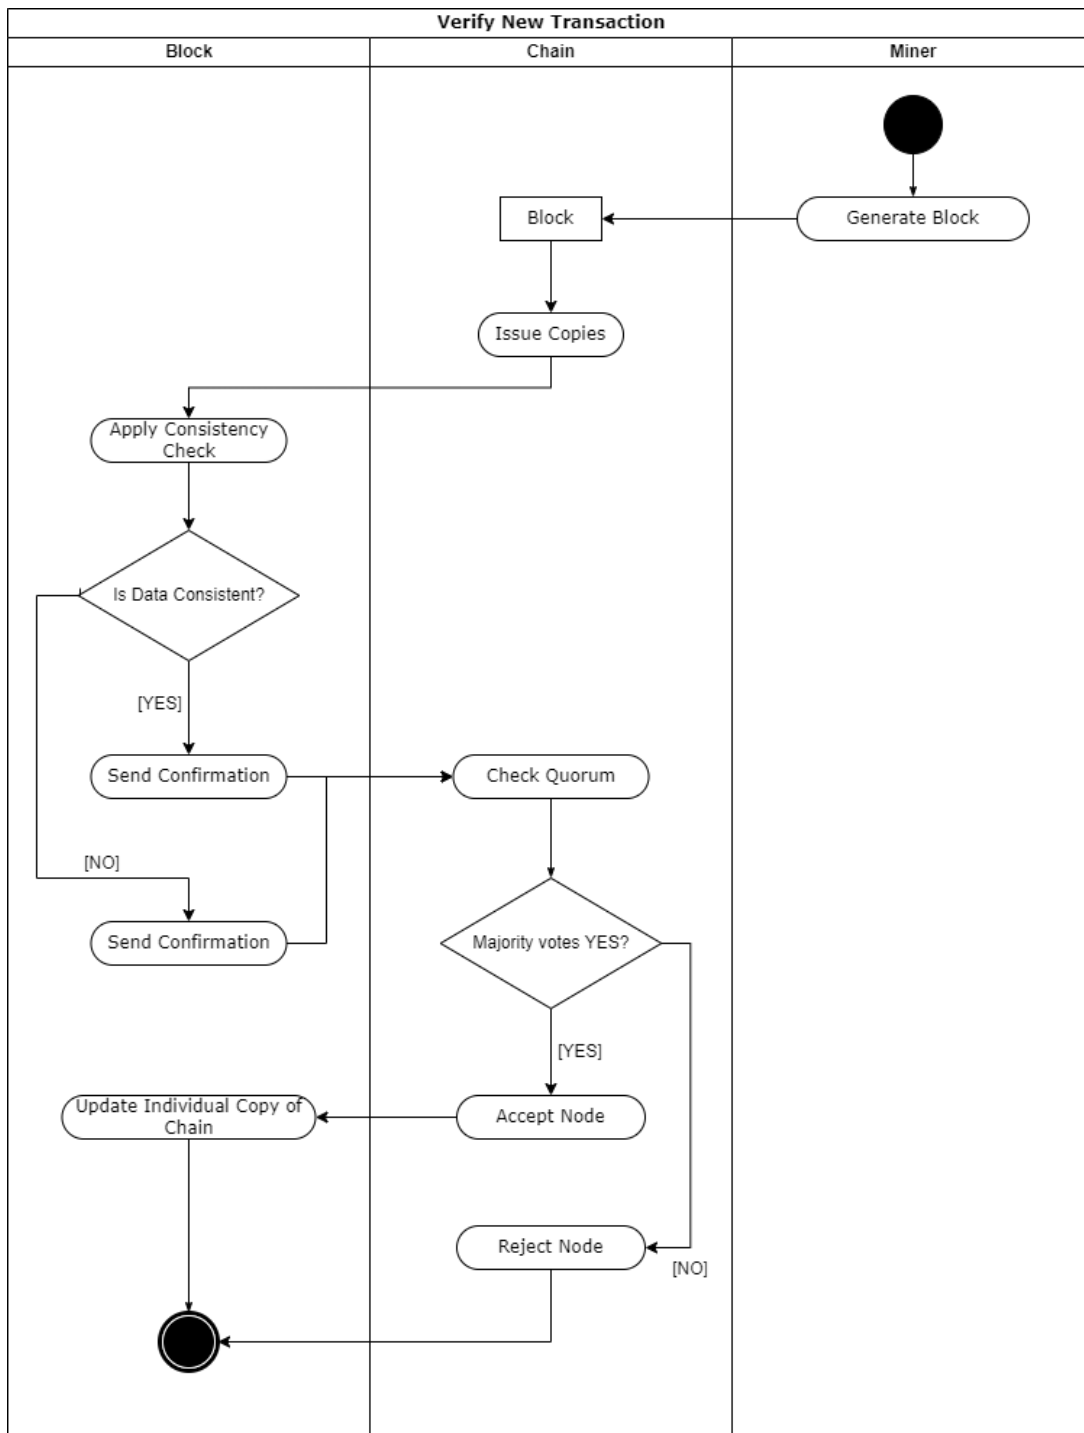 Verify New Transaction
Block
Chain
Miner
Generate Block
Block
Issue Copies
Apply Consistency
Check
Is Data Consistent?
[YES]
Send Confirmation
Check Quorum
[NO]
Send Confirmation
Majority votes YES?
[YES]
Update Individual Copy of
Chain
Accept Node
Reject Node
[NO]